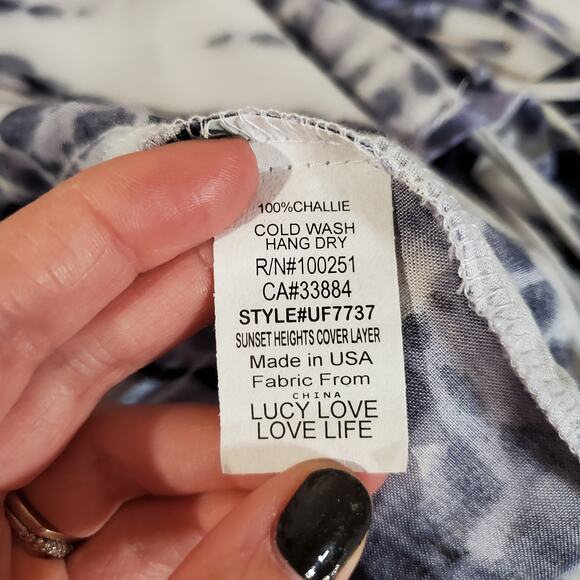 100%CHALLIE
COLD WASH
HANG DRY
R/N#100251
CA#33884
STYLE#UF7737
SUNSET HEIGHTS COVER LAYER
Made in USA
Fabric From
CHINA
LUCY LOVE
LOVE LIFE